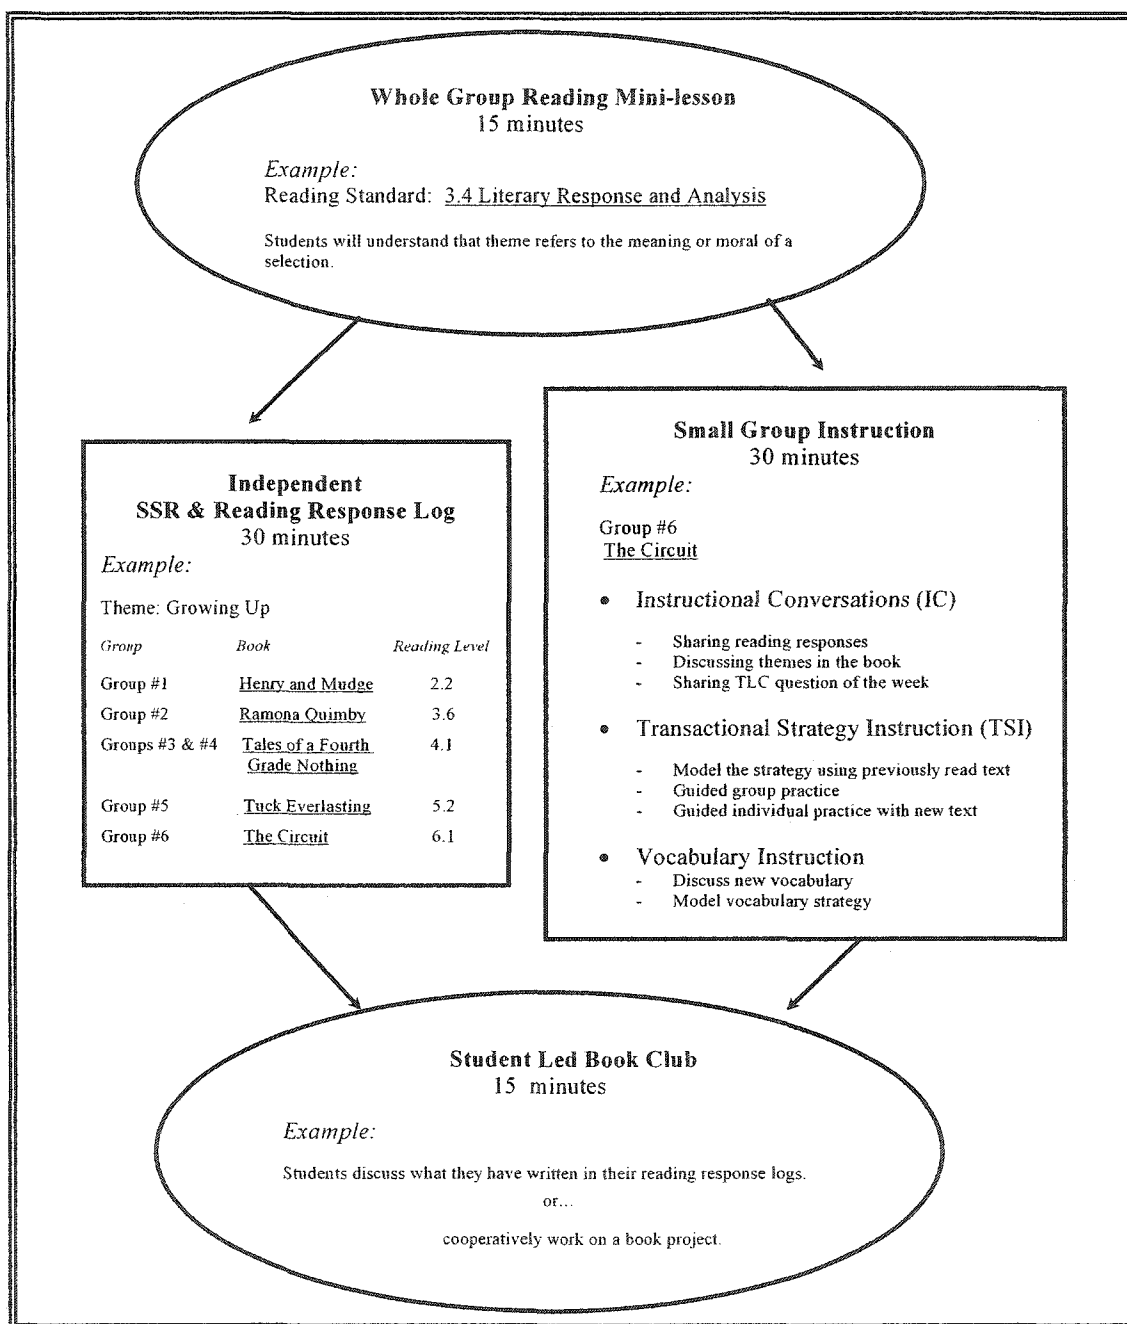 Whole Group Reading Mini-lesson
15 minutes
Example:
Reading Standard: 3.4 Literary Response and Analysis
Students will understand that theme refers to the meaning or moral of a
selection.
Independent
SSR & Reading Response Log
30 minutes
Example:
Theme: Growing Up
Group Book Reading Level
Group #1 Henry and Mudge 2.2
Group #2 Ramona Quimby 3.6
Groups #3 & #4 Tales of a Fourth 4.1
Grade Nothing
Group #5 Tuck Everlasting 5.2
Group #6 The Circuit 6.1
Small Group Instruction
30 minutes
Example:
Group #6
The Circuit
• Instructional Conversations (IC)
- Sharing reading responses
- Discussing themes in the book
- Sharing TLC question of the week
• Transactional Strategy Instruction (TSI)
- Model the strategy using previously read text
- Guided group practice
- Guided individual practice with new text
• Vocabulary Instruction
- Discuss new vocabulary
- Model vocabulary strategy
Student Led Book Club
15 minutes
Example:
Students discuss what they have written in their reading response logs.
or...
cooperatively work on a book project.